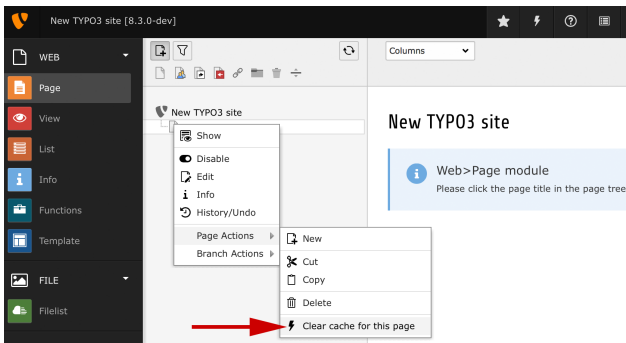 New TYPO3 site [8.3.0-dev]
WEB
Columns
Page
New TYPO3 site
View
New TYPO3 site
Show
List
Disable
Web>Page module
Info
Edit
Please click the page title in the page tree
Info
Functions
History/Undo
Template
Page Actions
New
Branch Actions
Cut
FILE
Copy
Delete
Filelist
Clear cache for this page